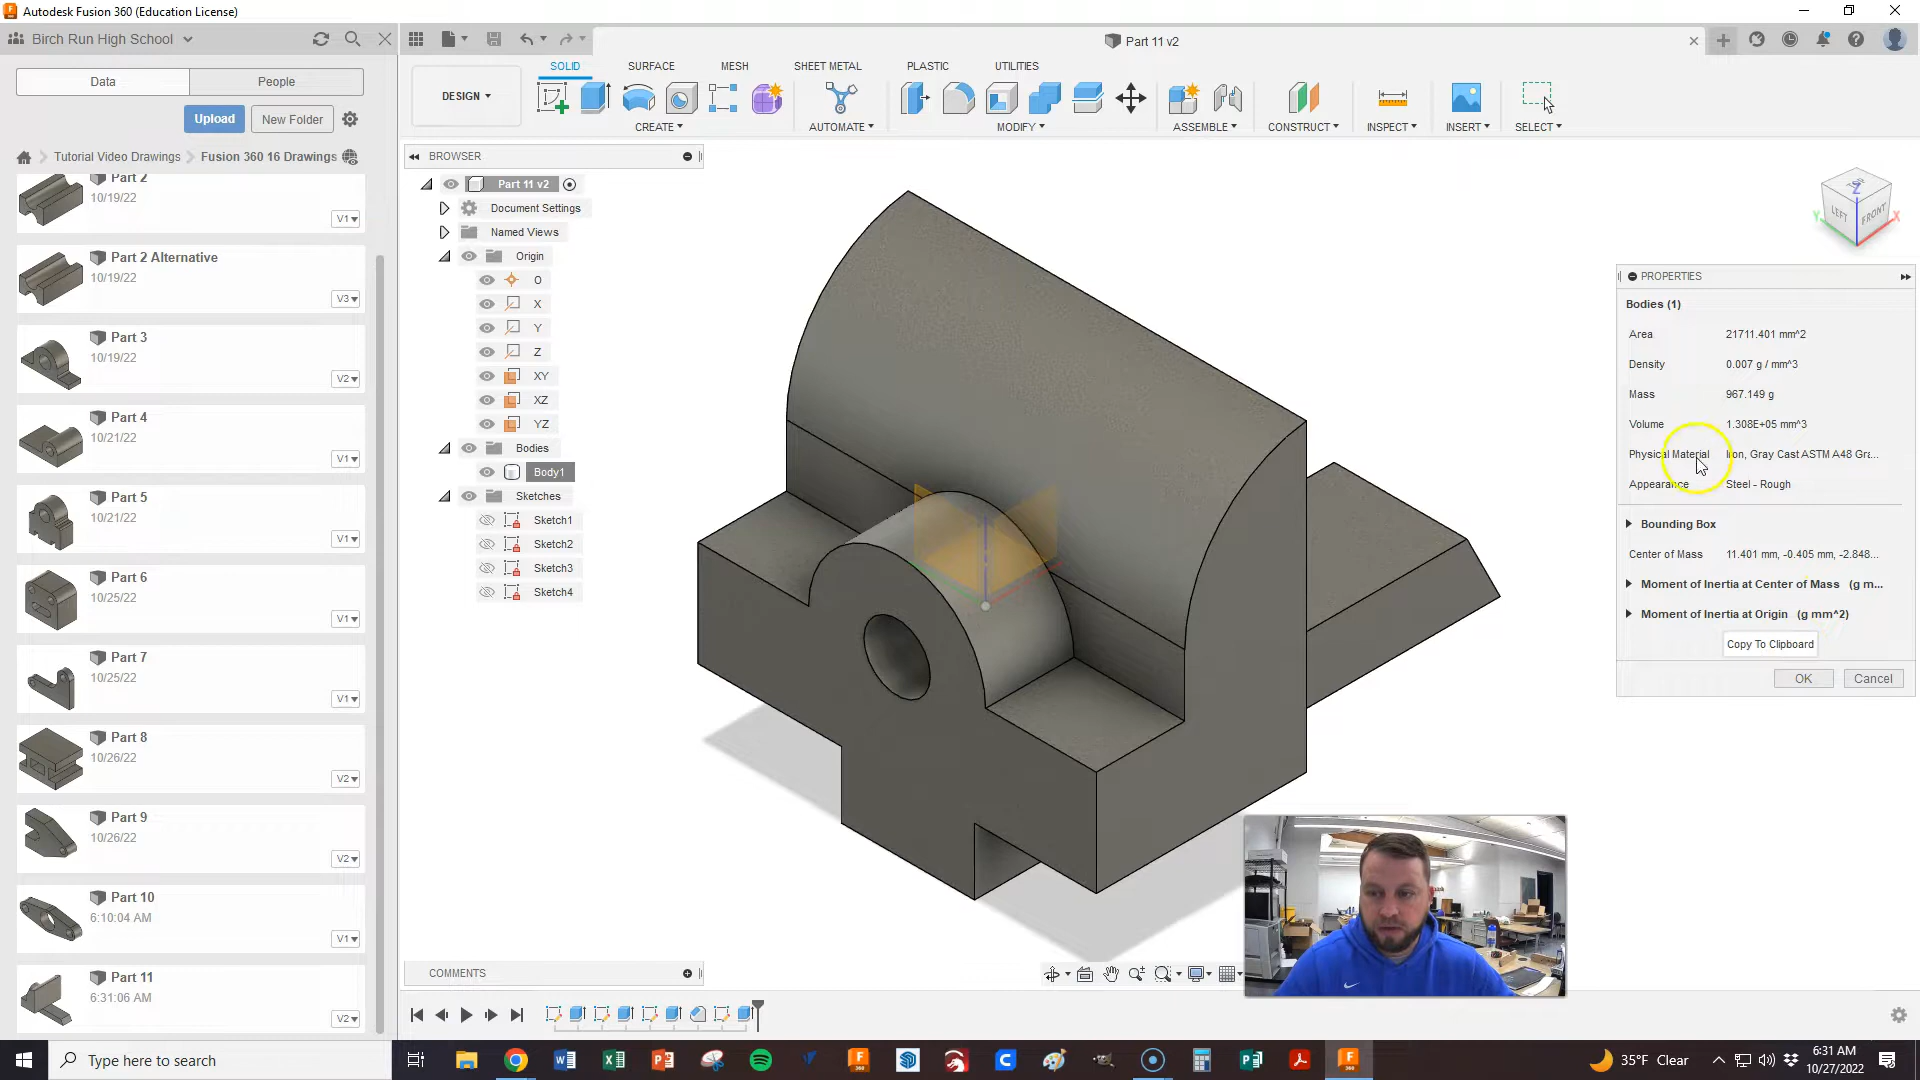 Autodesk Fusion 360 (Education License)
Birch Run High School
Part 11 v2
Data
People
Upload
New Folder
Tutorial Video Drawings
Fusion 360 16 Drawings
Part 2
10/19/22
V1
Part 2 Alternative
10/19/22
V3
Part 3
10/19/22
V2
Part 4
10/21/22
V1
Part 5
10/21/22
V1
Part 6
10/25/22
V1
Part 7
10/25/22
V1
Part 8
10/26/22
V2
Part 9
10/26/22
V2
Part 10
6:10:04 AM
V1
Part 11
6:31:06 AM
V2
SOLID
SURFACE
MESH
SHEET METAL
PLASTIC
UTILITIES
DESIGN
CREATE
AUTOMATE
MODIFY
ASSEMBLE
CONSTRUCT
INSPECT
INSERT
SELECT
BROWSER
Part 11 v2
Document Settings
Named Views
Origin
O
X
Y
Z
XY
XZ
YZ
Bodies
Body1
Sketches
Sketch1
Sketch2
Sketch3
Sketch4
TOP
Z
LEFT
FRONT
Y
X
PROPERTIES
Bodies (1)
Area 21711.401 mm^2
Density 0.007 g / mm^3
Mass 967.149 g
Volume 1.308E+05 mm^3
Physical Material Iron, Gray Cast ASTM A48 Gra...
Appearance Steel - Rough
Bounding Box
Center of Mass 11.401 mm, -0.405 mm, -2.848...
Moment of Inertia at Center of Mass (g m...
Moment of Inertia at Origin (g mm^2)
Copy To Clipboard
OK
Cancel
COMMENTS
Type here to search
35°F Clear
6:31 AM
10/27/2022